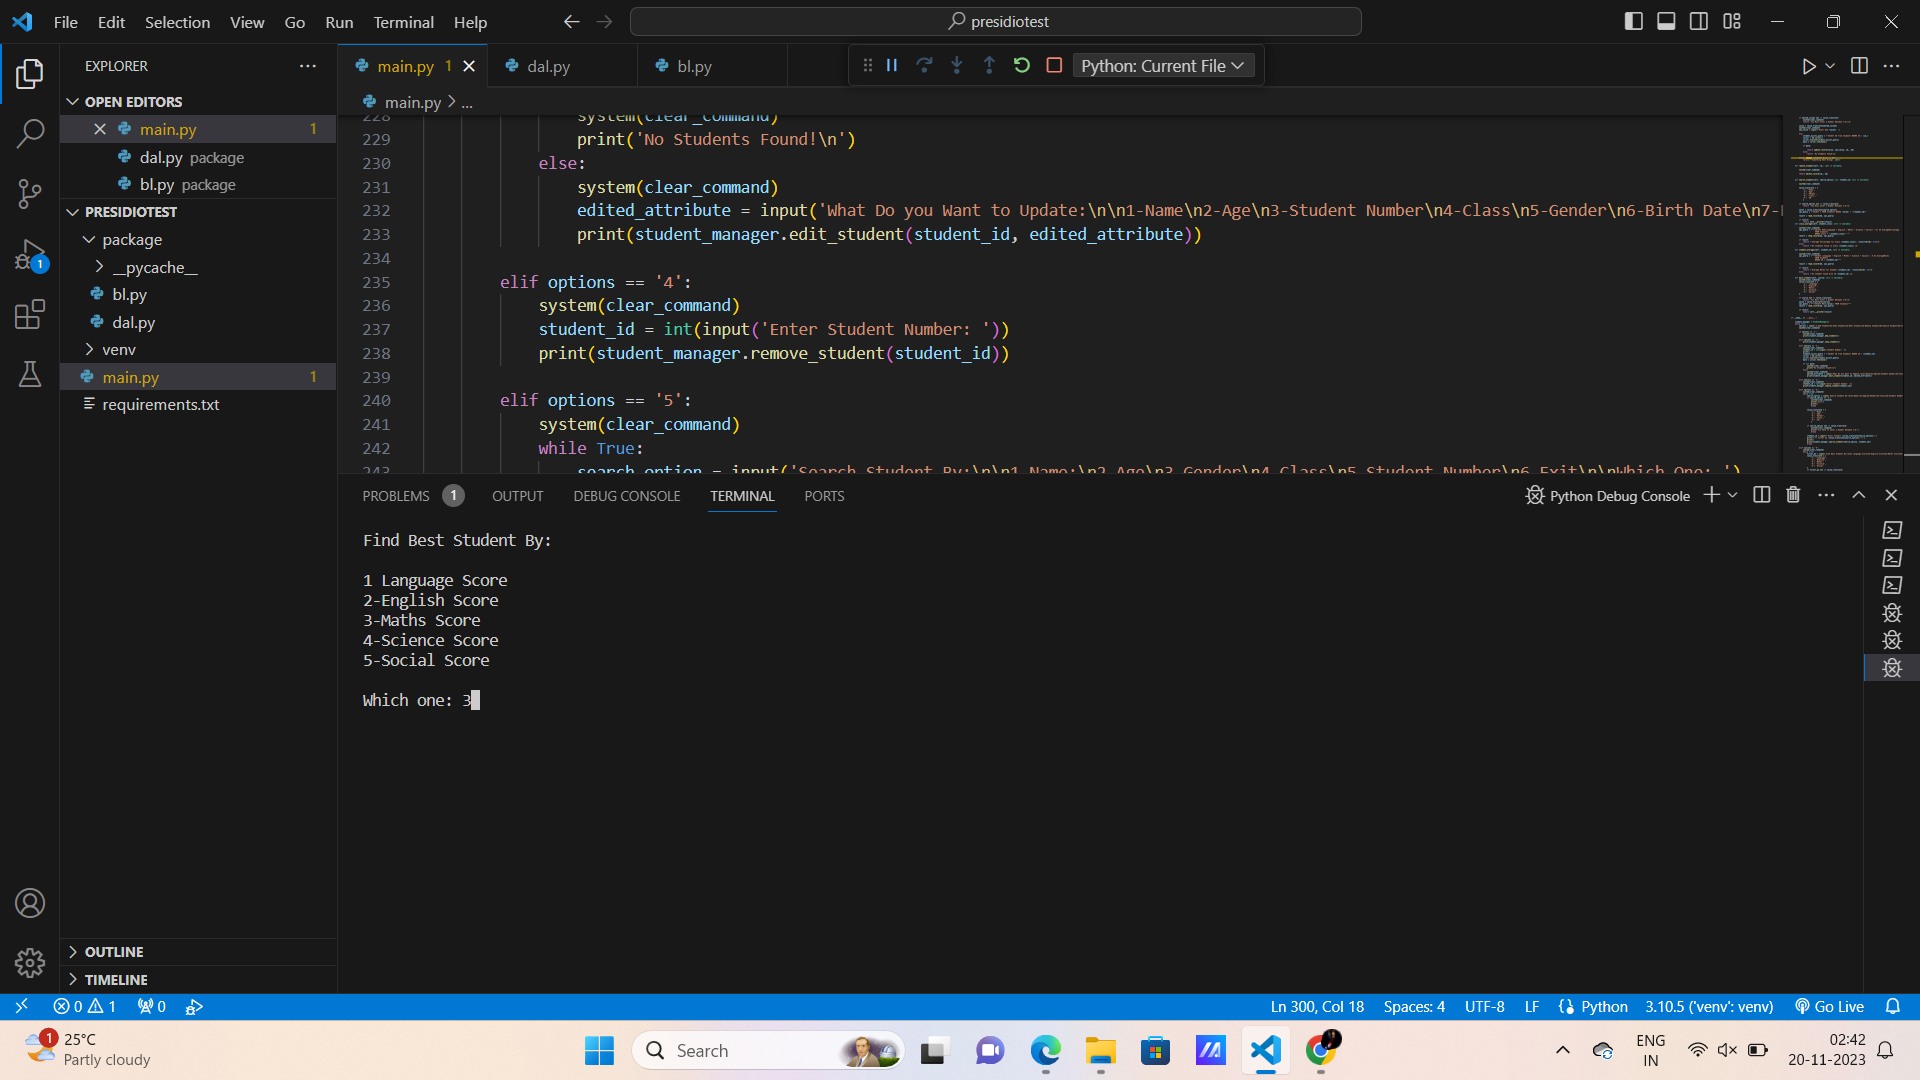 File Edit Selection View Go Run Terminal Help
presidiotest
EXPLORER
OPEN EDITORS
main.py 1
dal.py package
bl.py package
PRESIDIOTEST
package
__pycache__
bl.py
dal.py
venv
main.py 1
requirements.txt
OUTLINE
TIMELINE
main.py 1
dal.py
bl.py
Python: Current File
main.py > ...
228 system(clear_command)
229 print('No Students Found!\n')
230 else:
231 system(clear_command)
232 edited_attribute = input('What Do you Want to Update:\n\n1-Name\n2-Age\n3-Student Number\n4-Class\n5-Gender\n6-Birth Date\n7-
233 print(student_manager.edit_student(student_id, edited_attribute))
234
235 elif options == '4':
236 system(clear_command)
237 student_id = int(input('Enter Student Number: '))
238 print(student_manager.remove_student(student_id))
239
240 elif options == '5':
241 system(clear_command)
242 while True:
243 search_option = input('Search Student By:\n\n1-Name:\n2-Age\n3-Gender\n4-Class\n5-Student Number\n6-Exit\n\nWhich One: ')
PROBLEMS 1 OUTPUT DEBUG CONSOLE TERMINAL PORTS
Python Debug Console
Find Best Student By:
1 Language Score
2-English Score
3-Maths Score
4-Science Score
5-Social Score
Which one: 3
0 1 0
Ln 300, Col 18 Spaces: 4 UTF-8 LF Python 3.10.5 ('venv': venv) Go Live
1
25°C
Partly cloudy
Search
ENG
IN
02:42
20-11-2023